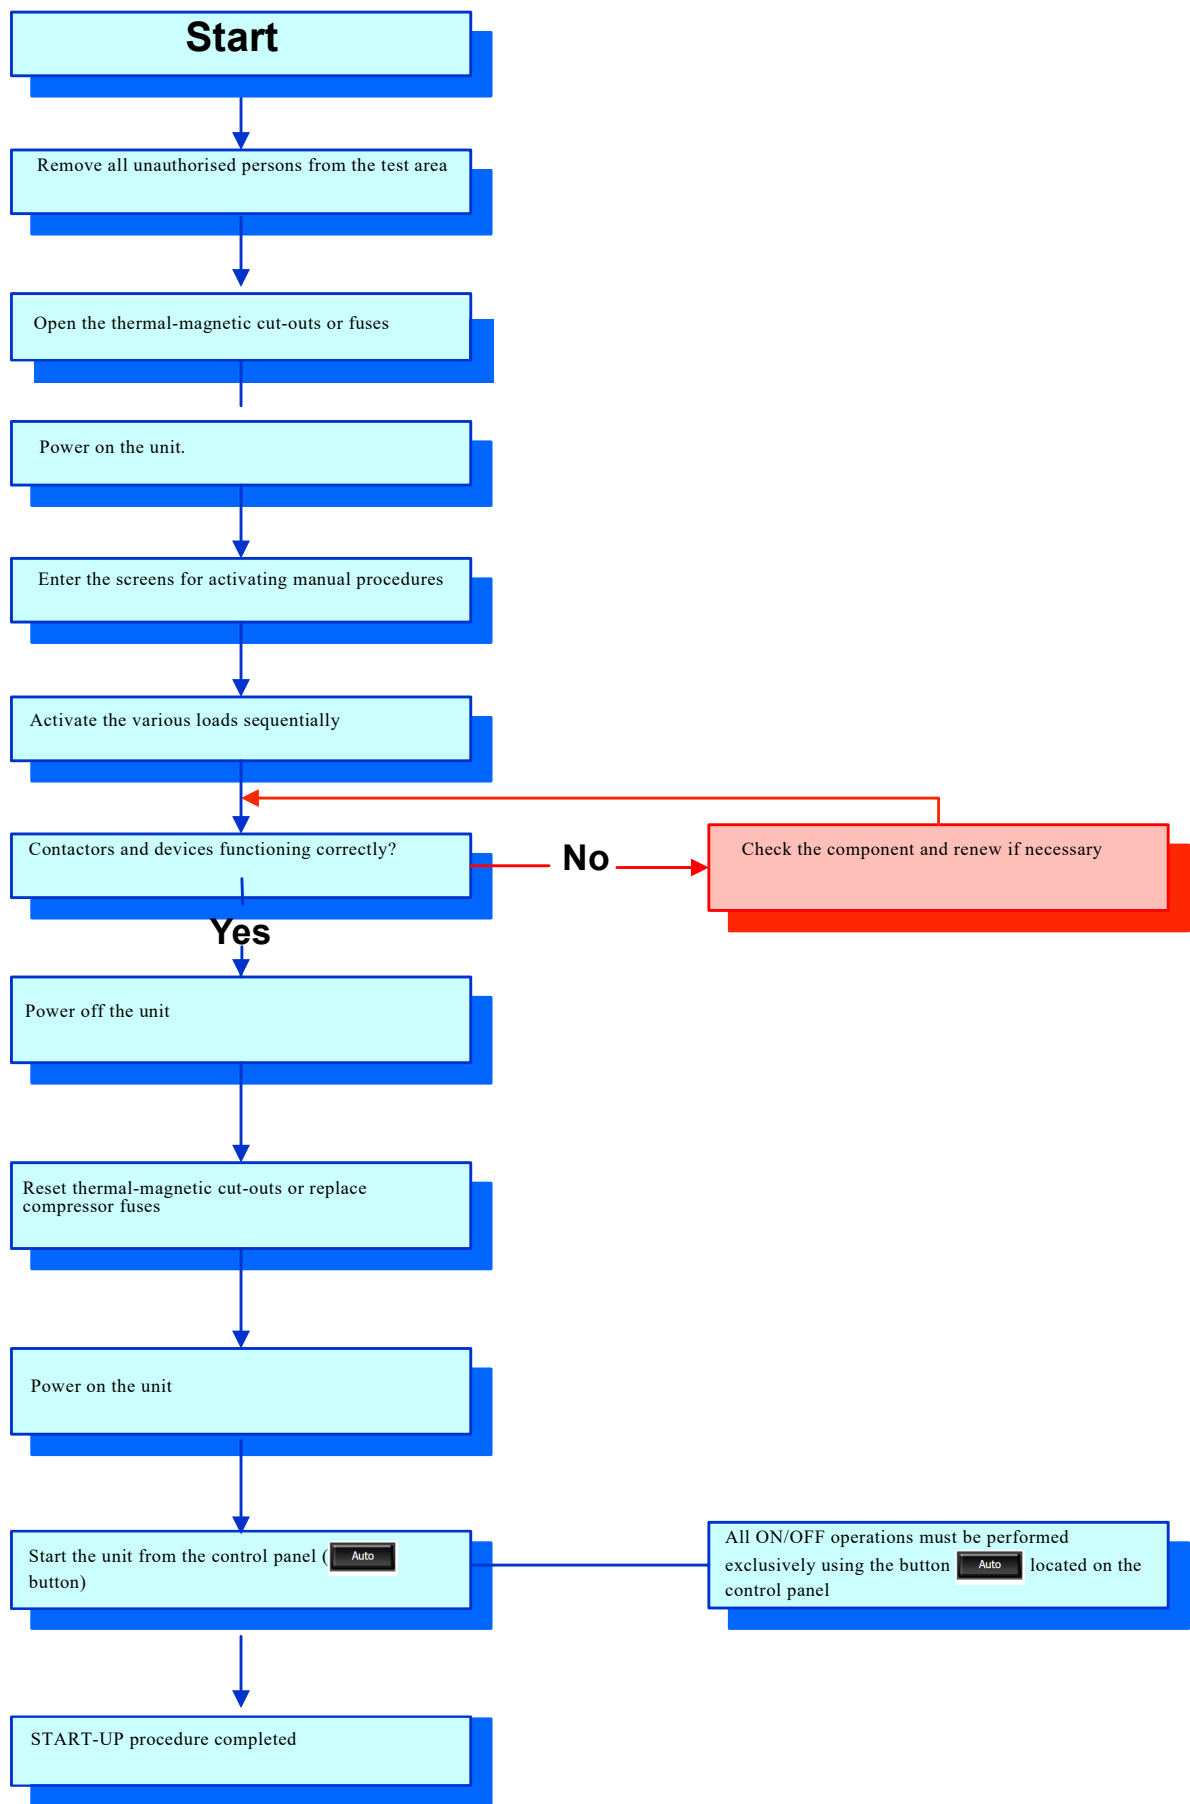 Start
Remove all unauthorised persons from the test area
Open the thermal-magnetic cut-outs or fuses
Power on the unit.
Enter the screens for activating manual procedures
Activate the various loads sequentially
Contactors and devices functioning correctly?
No
Check the component and renew if necessary
Yes
Power off the unit
Reset thermal-magnetic cut-outs or replace
compressor fuses
Power on the unit
Start the unit from the control panel ( Auto
button)
All ON/OFF operations must be performed
exclusively using the button Auto located on the
control panel
START-UP procedure completed